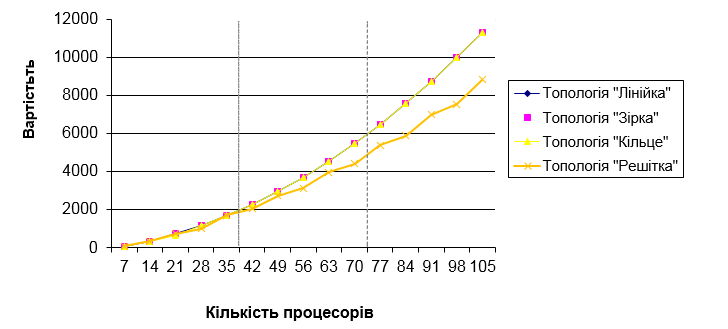 12000
10000
8000
6000
4000
2000
0
Вартістьть
7 14 21 28 35 42 49 56 63 70 77 84 91 98 105
Кількість процесорів
Топологія "Лінійка"
Топологія "Зірка"
Топологія "Кільце"
Топологія "Решітка"